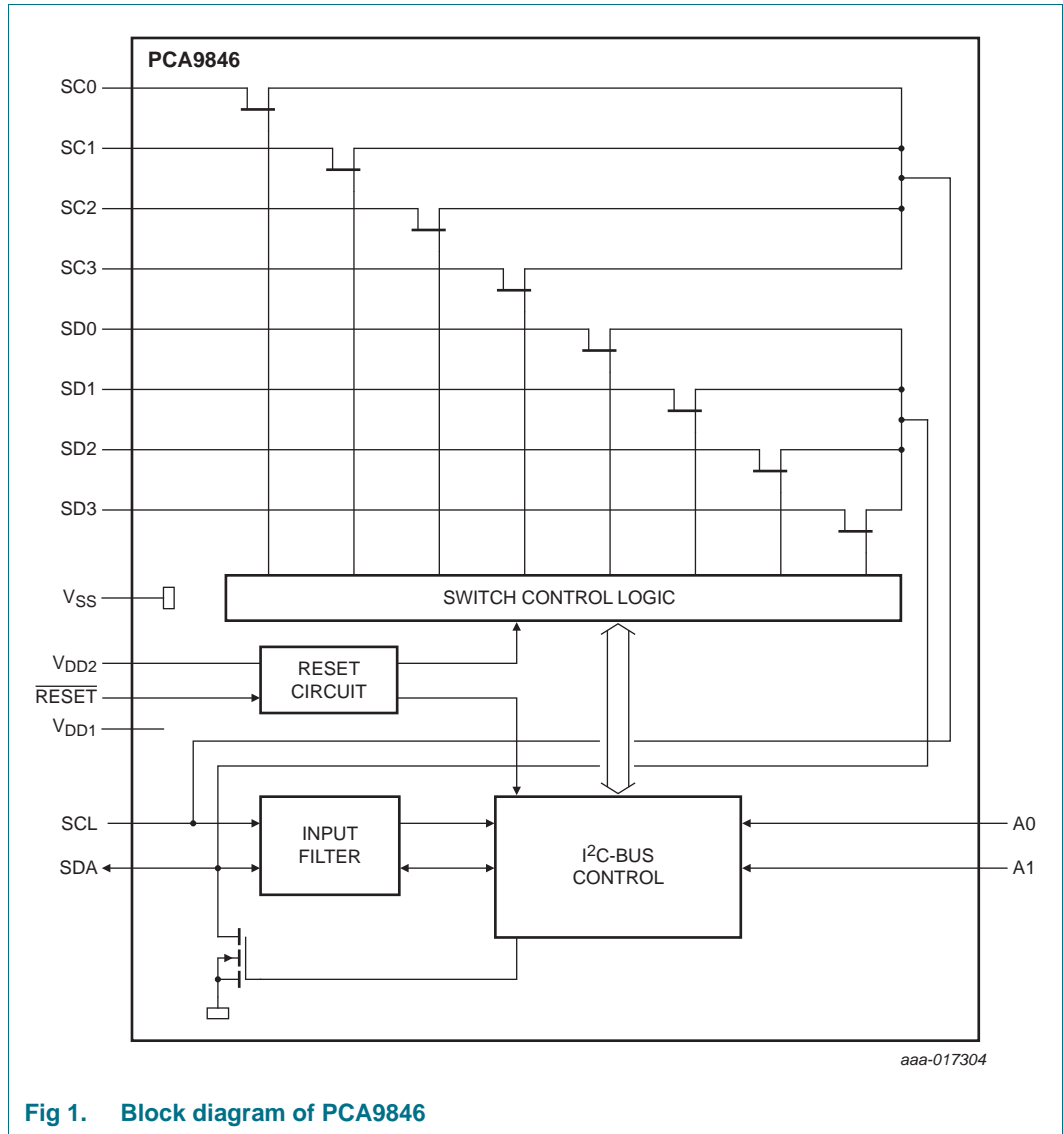 PCA9846
SC0
SC1
SC2
SC3
SD0
SD1
SD2
SD3
VSS
SWITCH CONTROL LOGIC
VDD2
RESET
CIRCUIT
RESET
VDD1
SCL
INPUT
FILTER
I2C-BUS
CONTROL
A0
SDA
A1
aaa-017304
Fig 1. Block diagram of PCA9846